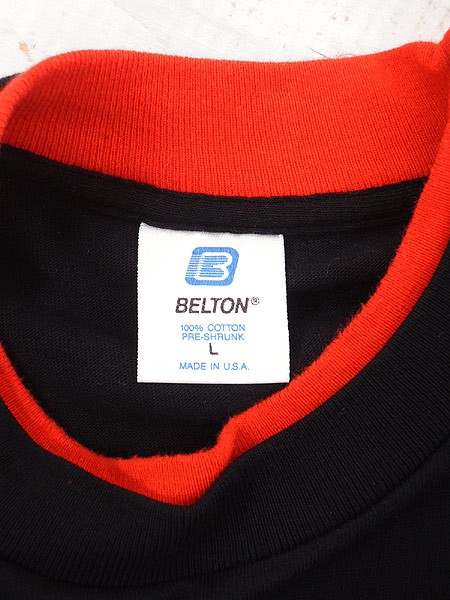 B
BELTON®
100% COTTON
PRE-SHRUNK
L
MADE IN U.S.A.